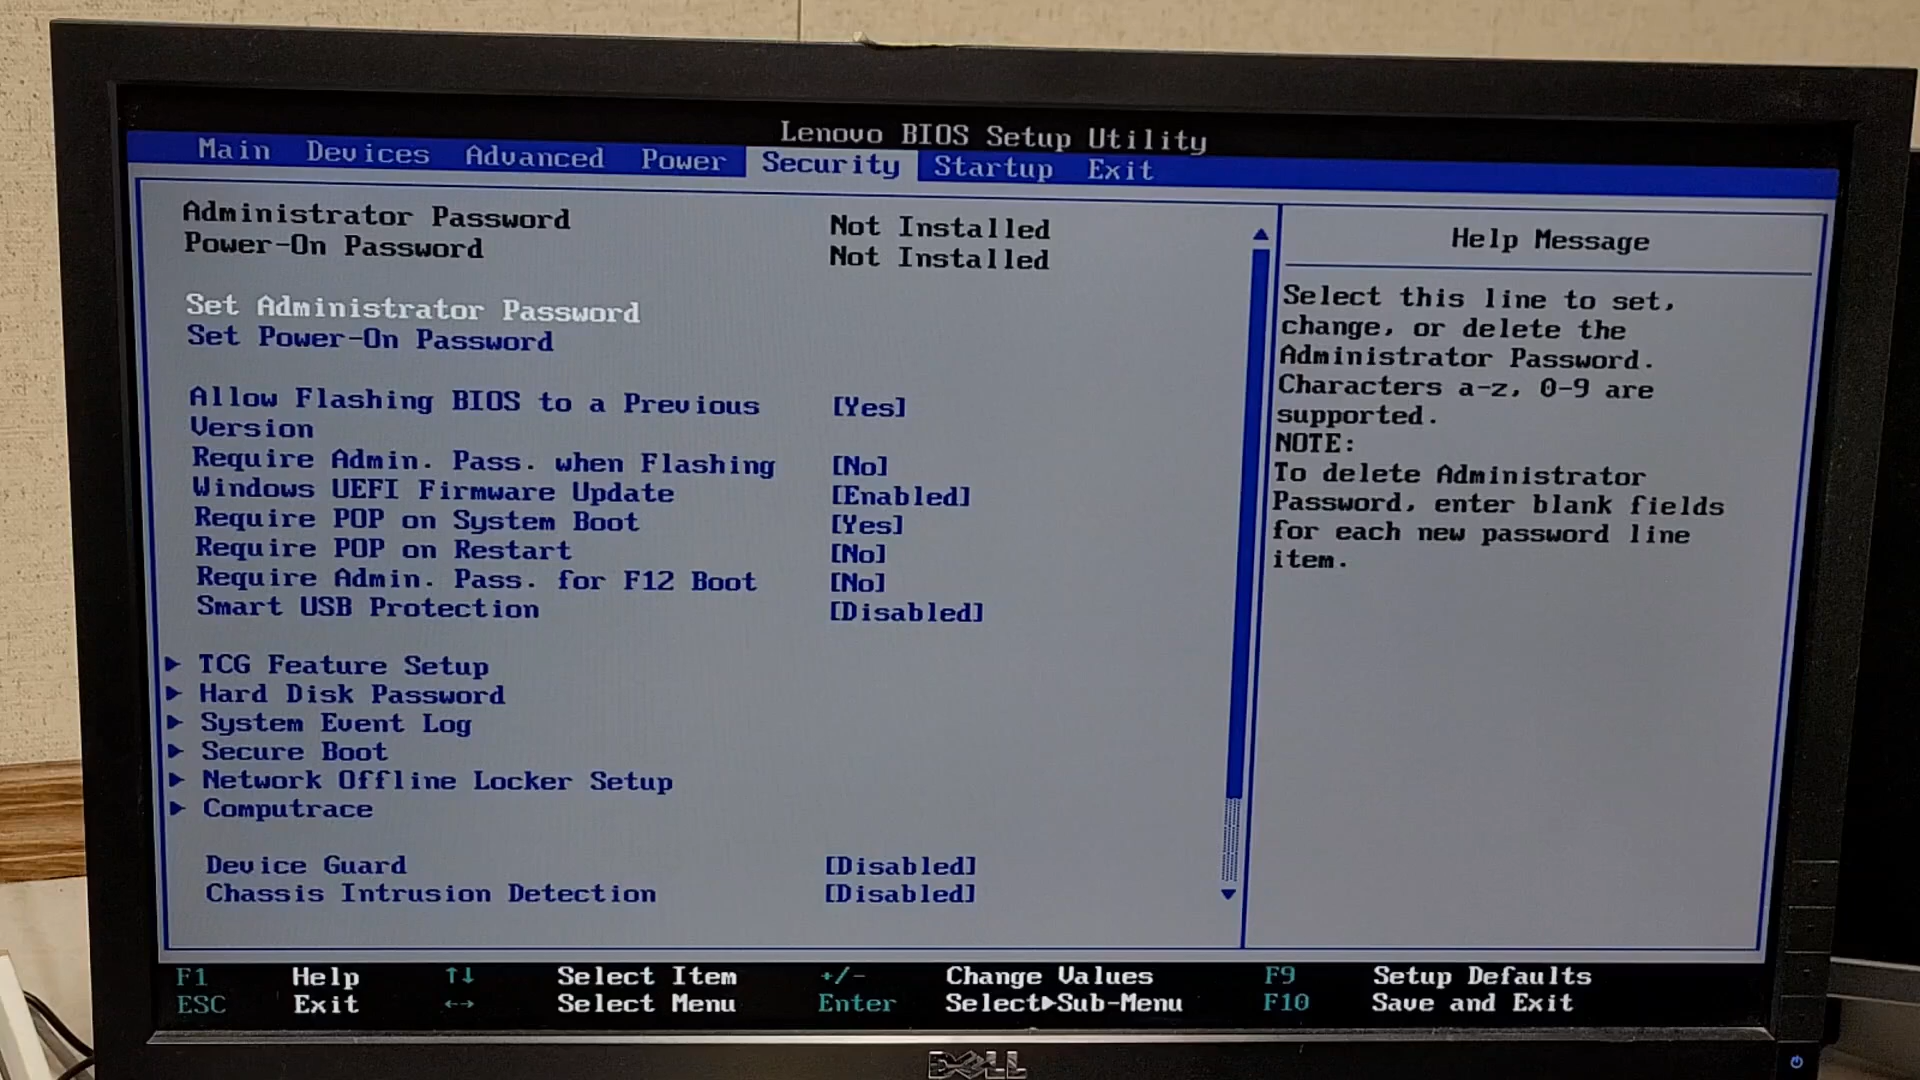 Lenovo BIOS Setup Utility
Main Devices Advanced Power Security Startup Exit
Administrator Password Not Installed
Power-On Password Not Installed
Set Administrator Password
Set Power-On Password
Allow Flashing BIOS to a Previous [Yes]
Version
Require Admin. Pass. when Flashing [No]
Windows UEFI Firmware Update [Enabled]
Require POP on System Boot [Yes]
Require POP on Restart [No]
Require Admin. Pass. for F12 Boot [No]
Smart USB Protection [Disabled]
TCG Feature Setup
Hard Disk Password
System Event Log
Secure Boot
Network Offline Locker Setup
Computrace
Device Guard [Disabled]
Chassis Intrusion Detection [Disabled]
Help Message
Select this line to set,
change, or delete the
Administrator Password.
Characters a-z, 0-9 are
supported.
NOTE:
To delete Administrator
Password, enter blank fields
for each new password line
item.
F1 Help ↑↓ Select Item +/- Change Values F9 Setup Defaults
ESC Exit ←→ Select Menu Enter Select▶Sub-Menu F10 Save and Exit
DELL